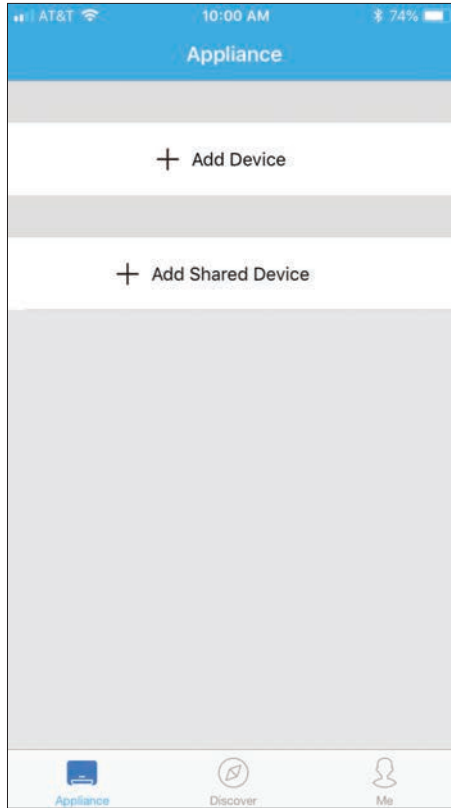 AT&T 10:00 AM 74%
Appliance
+ Add Device
+ Add Shared Device
Appliance Discover Me